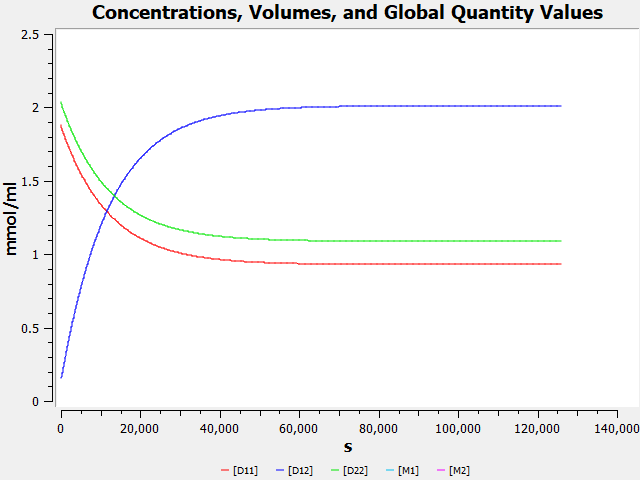 Concentrations, Volumes, and Global Quantity Values
2.5
2
1.5
1
0.5
0
mmol/ml
0 20,000 40,000 60,000 80,000 100,000 120,000 140,000
s
[D11] [D12] [D22] [M1] [M2]